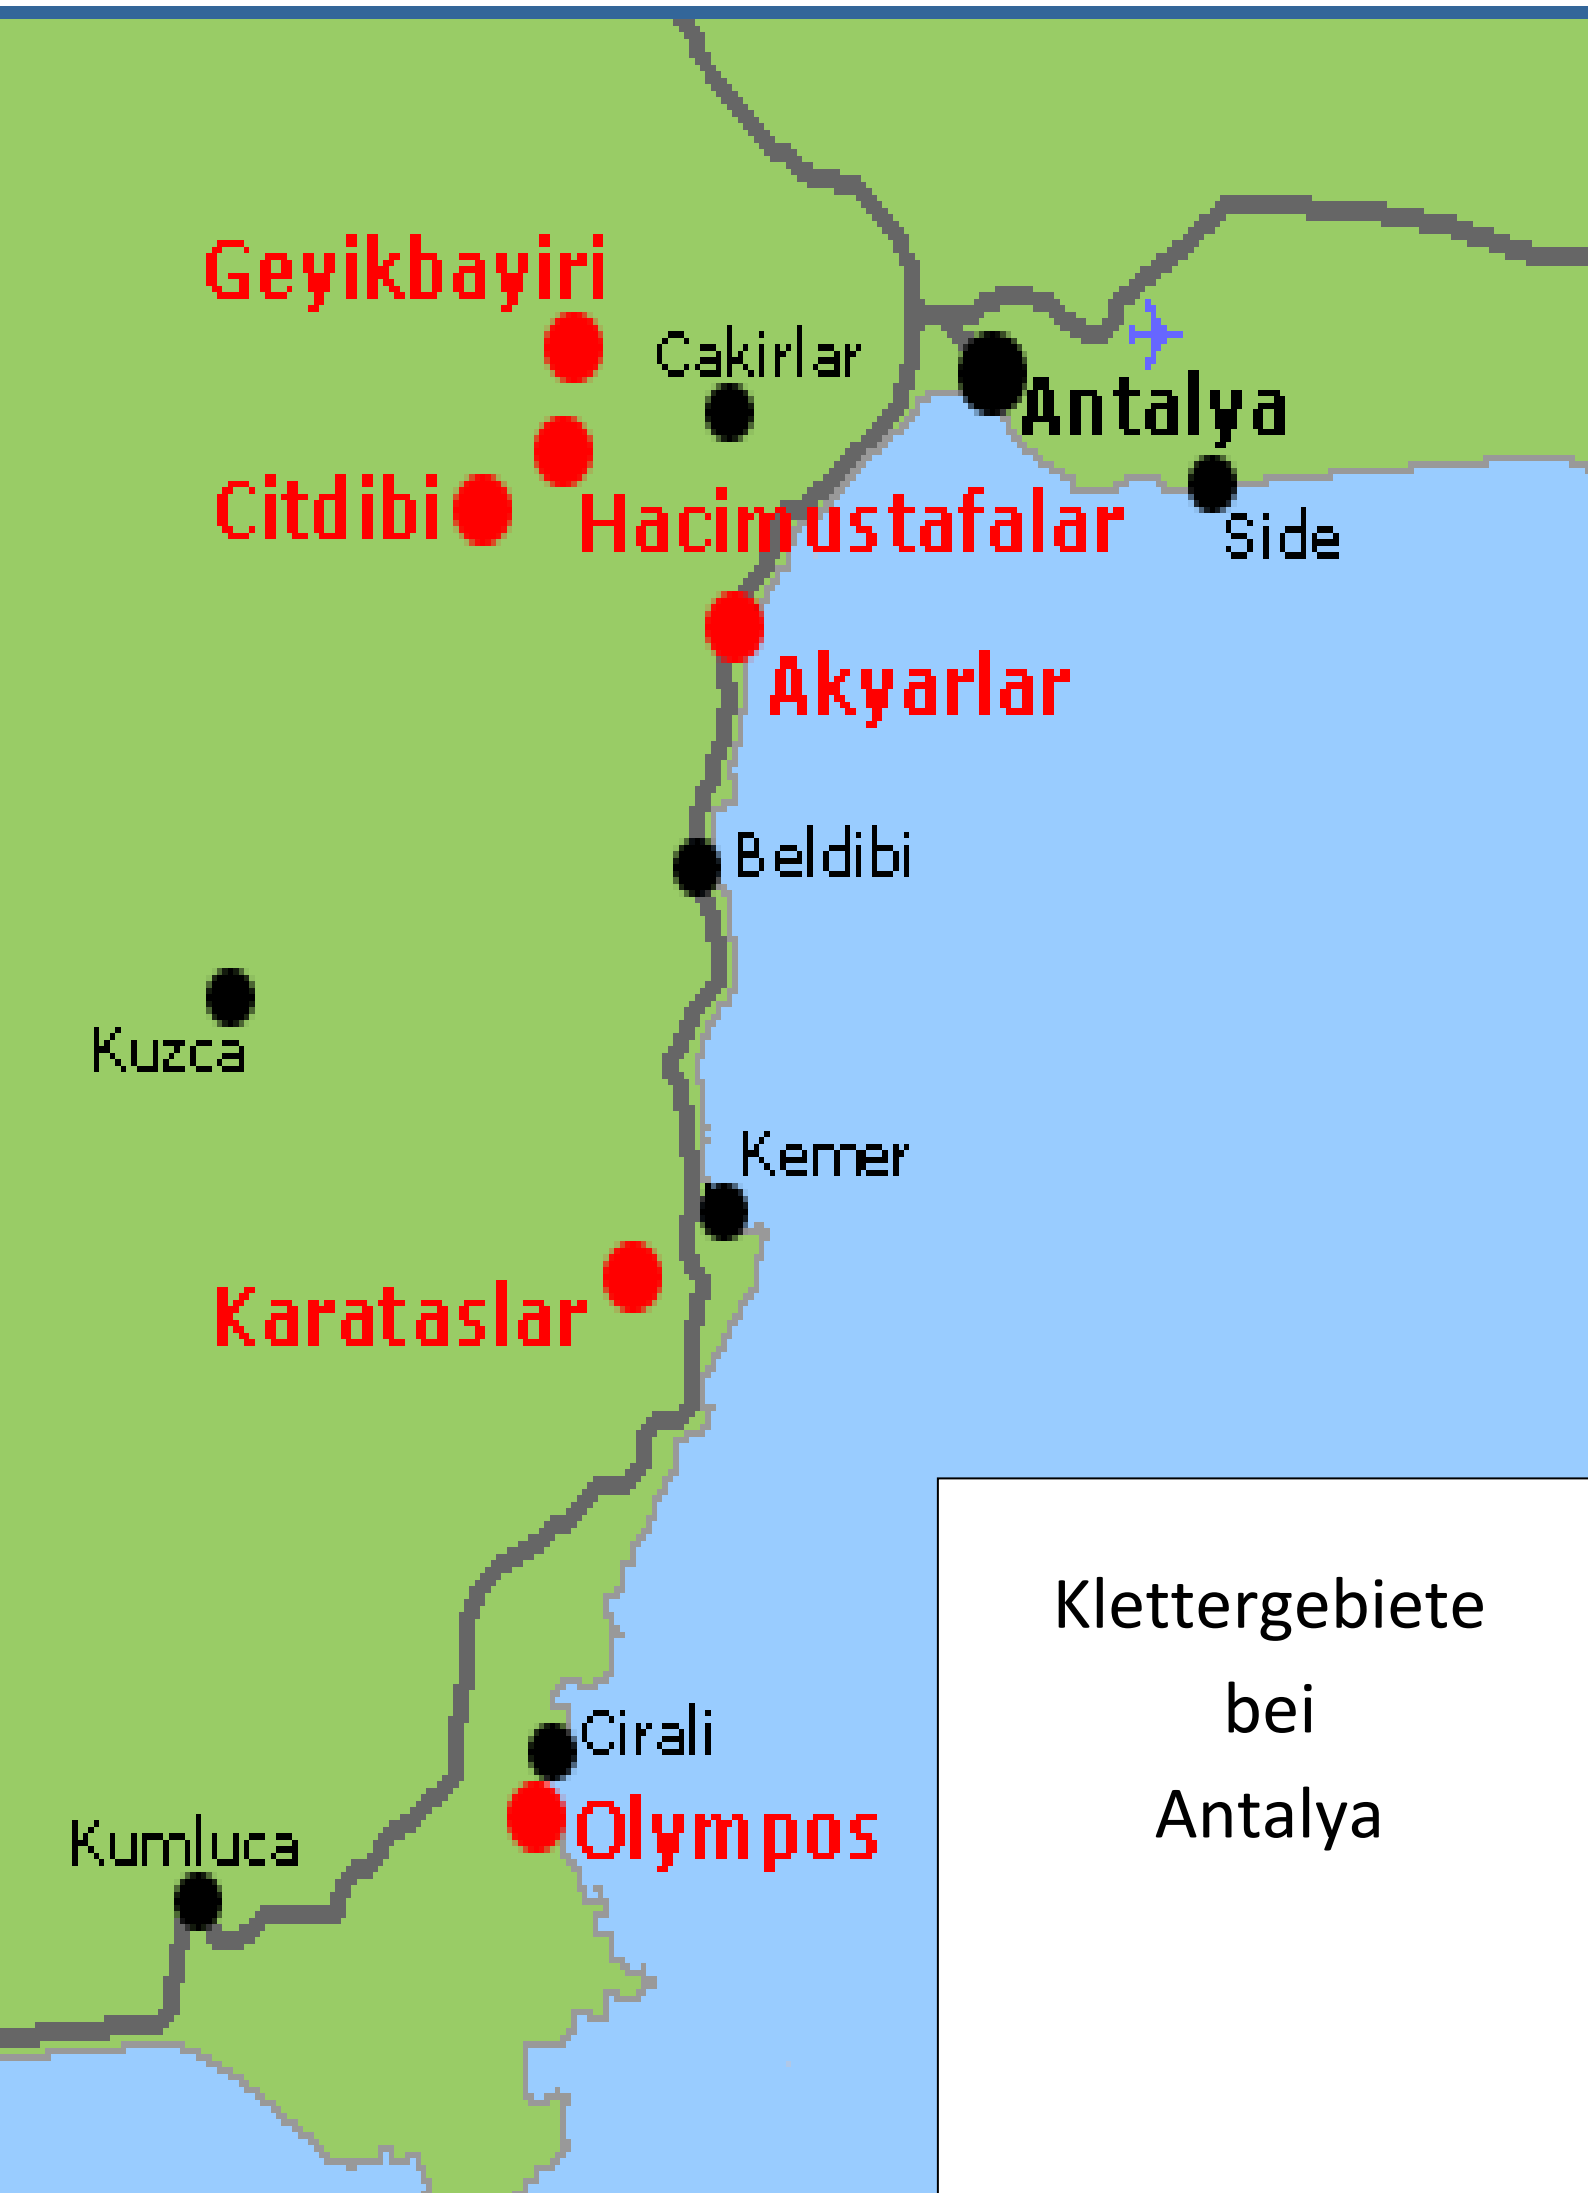 Geyikbayiri
Cakirlar
Antalya
Citdibi
Hacimustafalar
Side
Akyarlar
Beldibi
Kuzca
Kemer
Karataslar
Klettergebiete
bei
Antalya
Cirali
Olympos
Kumluca